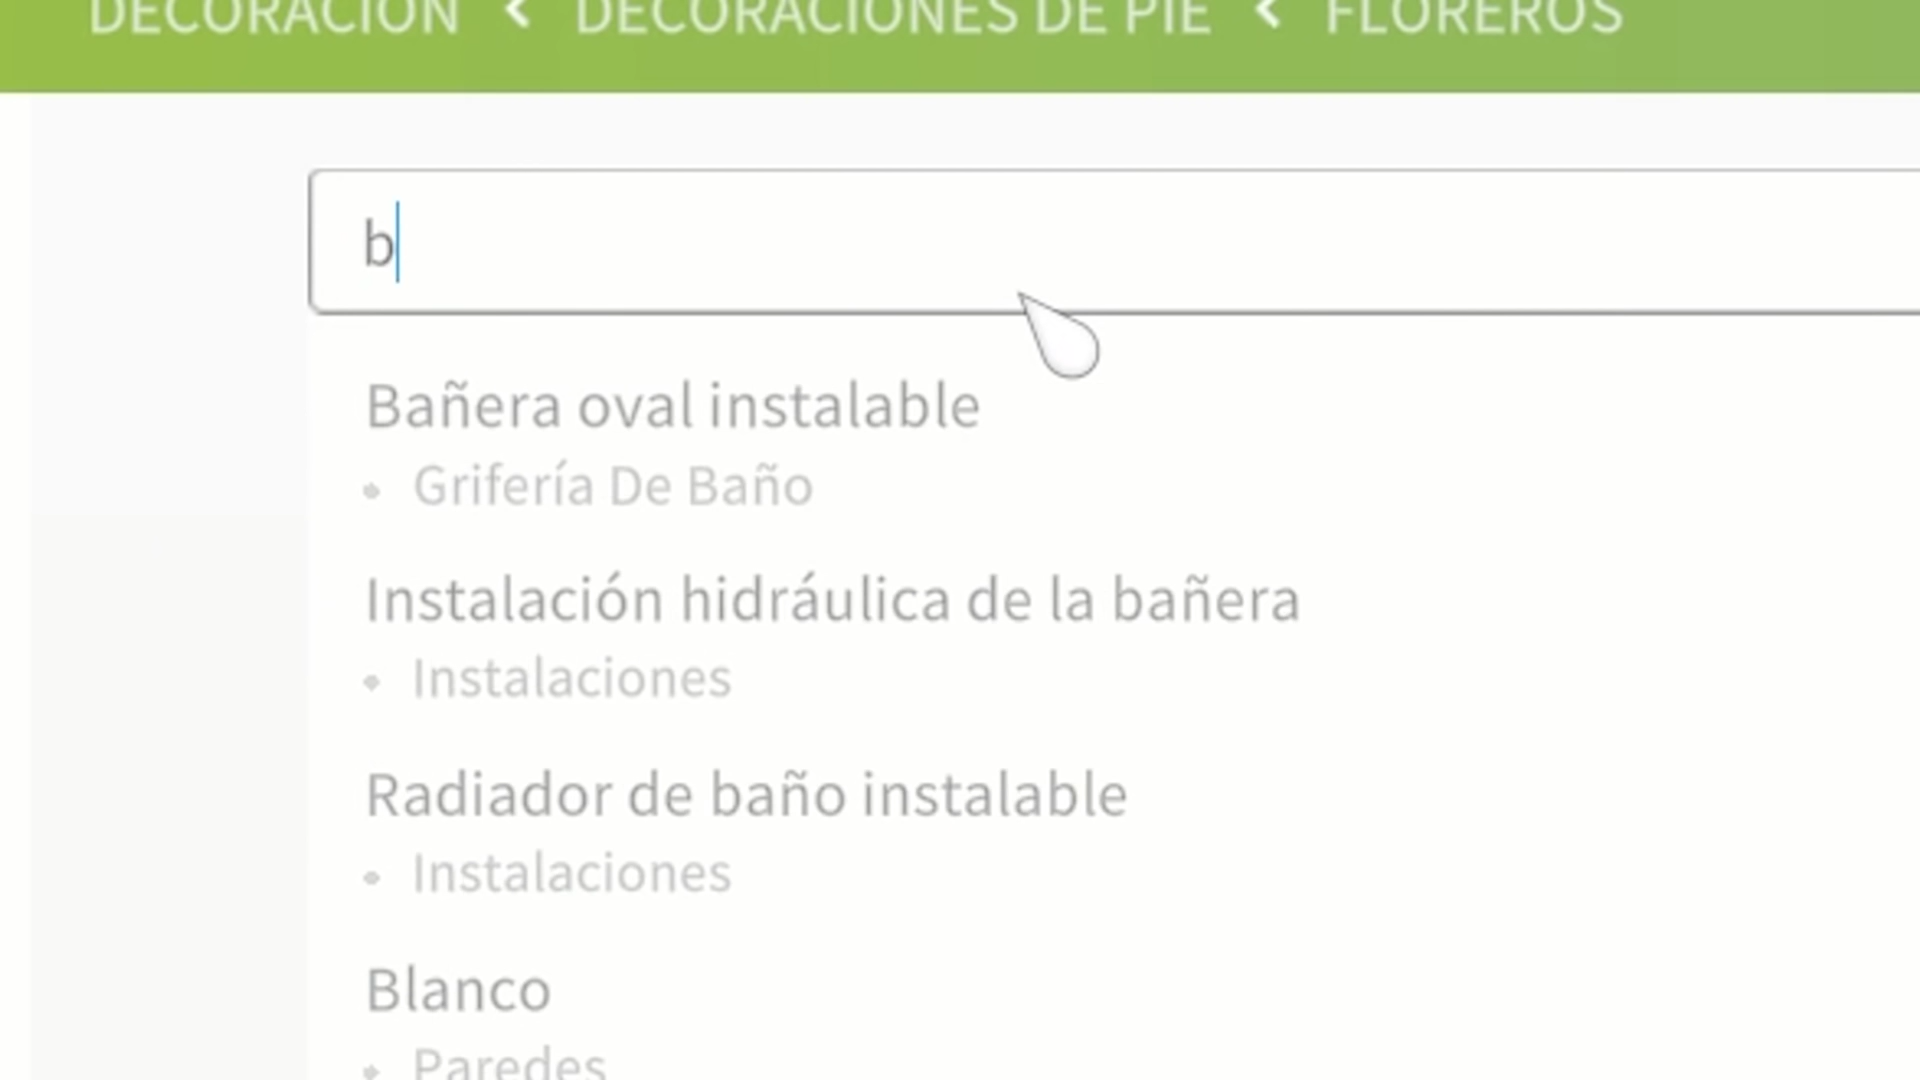 DECORACIÓN < DECORACIONES DE PIE < FLOREROS
b
Bañera oval instalable
Grifería De Baño
Instalación hidráulica de la bañera
Instalaciones
Radiador de baño instalable
Instalaciones
Blanco
Paredes